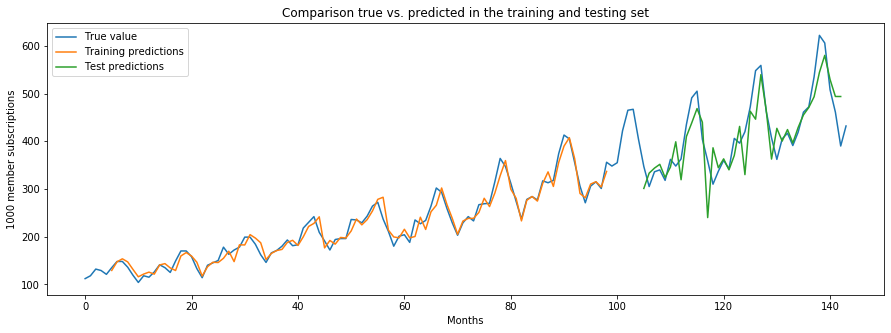 Comparison true vs. predicted in the training and testing set
True value
Training predictions
Test predictions
600
500
400
300
200
100
1000 member subscriptions
0
20
40
60
80
100
120
140
Months